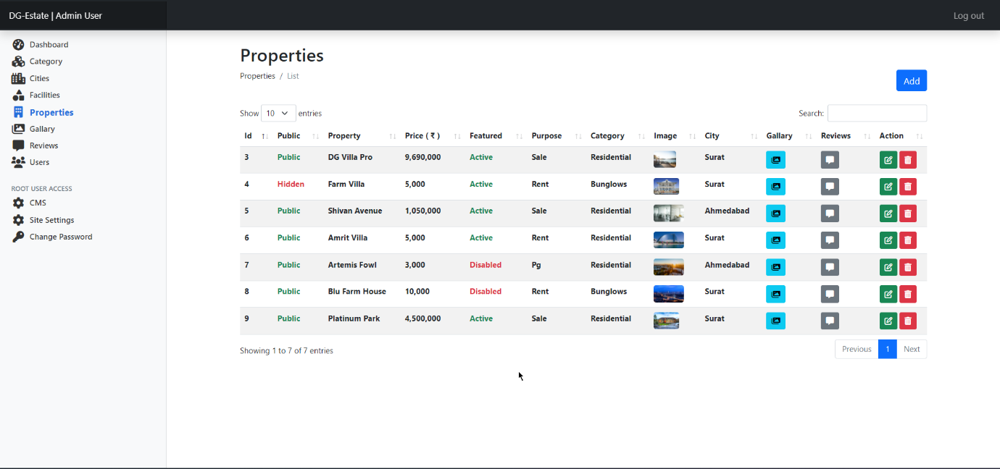 DG-Estate | Admin User
Log out
Dashboard
Category
Cities
Facilities
Properties
Gallary
Reviews
Users
ROOT USER ACCESS
CMS
Site Settings
Change Password
Properties
Properties / List
Add
Show 10 entries
Search:
Id Public Property Price ( ₹ ) Featured Purpose Category Image City Gallary Reviews Action
3 Public DG Villa Pro 9,690,000 Active Sale Residential Surat
4 Hidden Farm Villa 5,000 Active Rent Bunglows Surat
5 Public Shivan Avenue 1,050,000 Active Sale Residential Ahmedabad
6 Public Amrit Villa 5,000 Active Rent Residential Surat
7 Public Artemis Fowl 3,000 Disabled Pg Residential Ahmedabad
8 Public Blu Farm House 10,000 Disabled Rent Bunglows Surat
9 Public Platinum Park 4,500,000 Active Sale Residential Surat
Showing 1 to 7 of 7 entries
Previous 1 Next